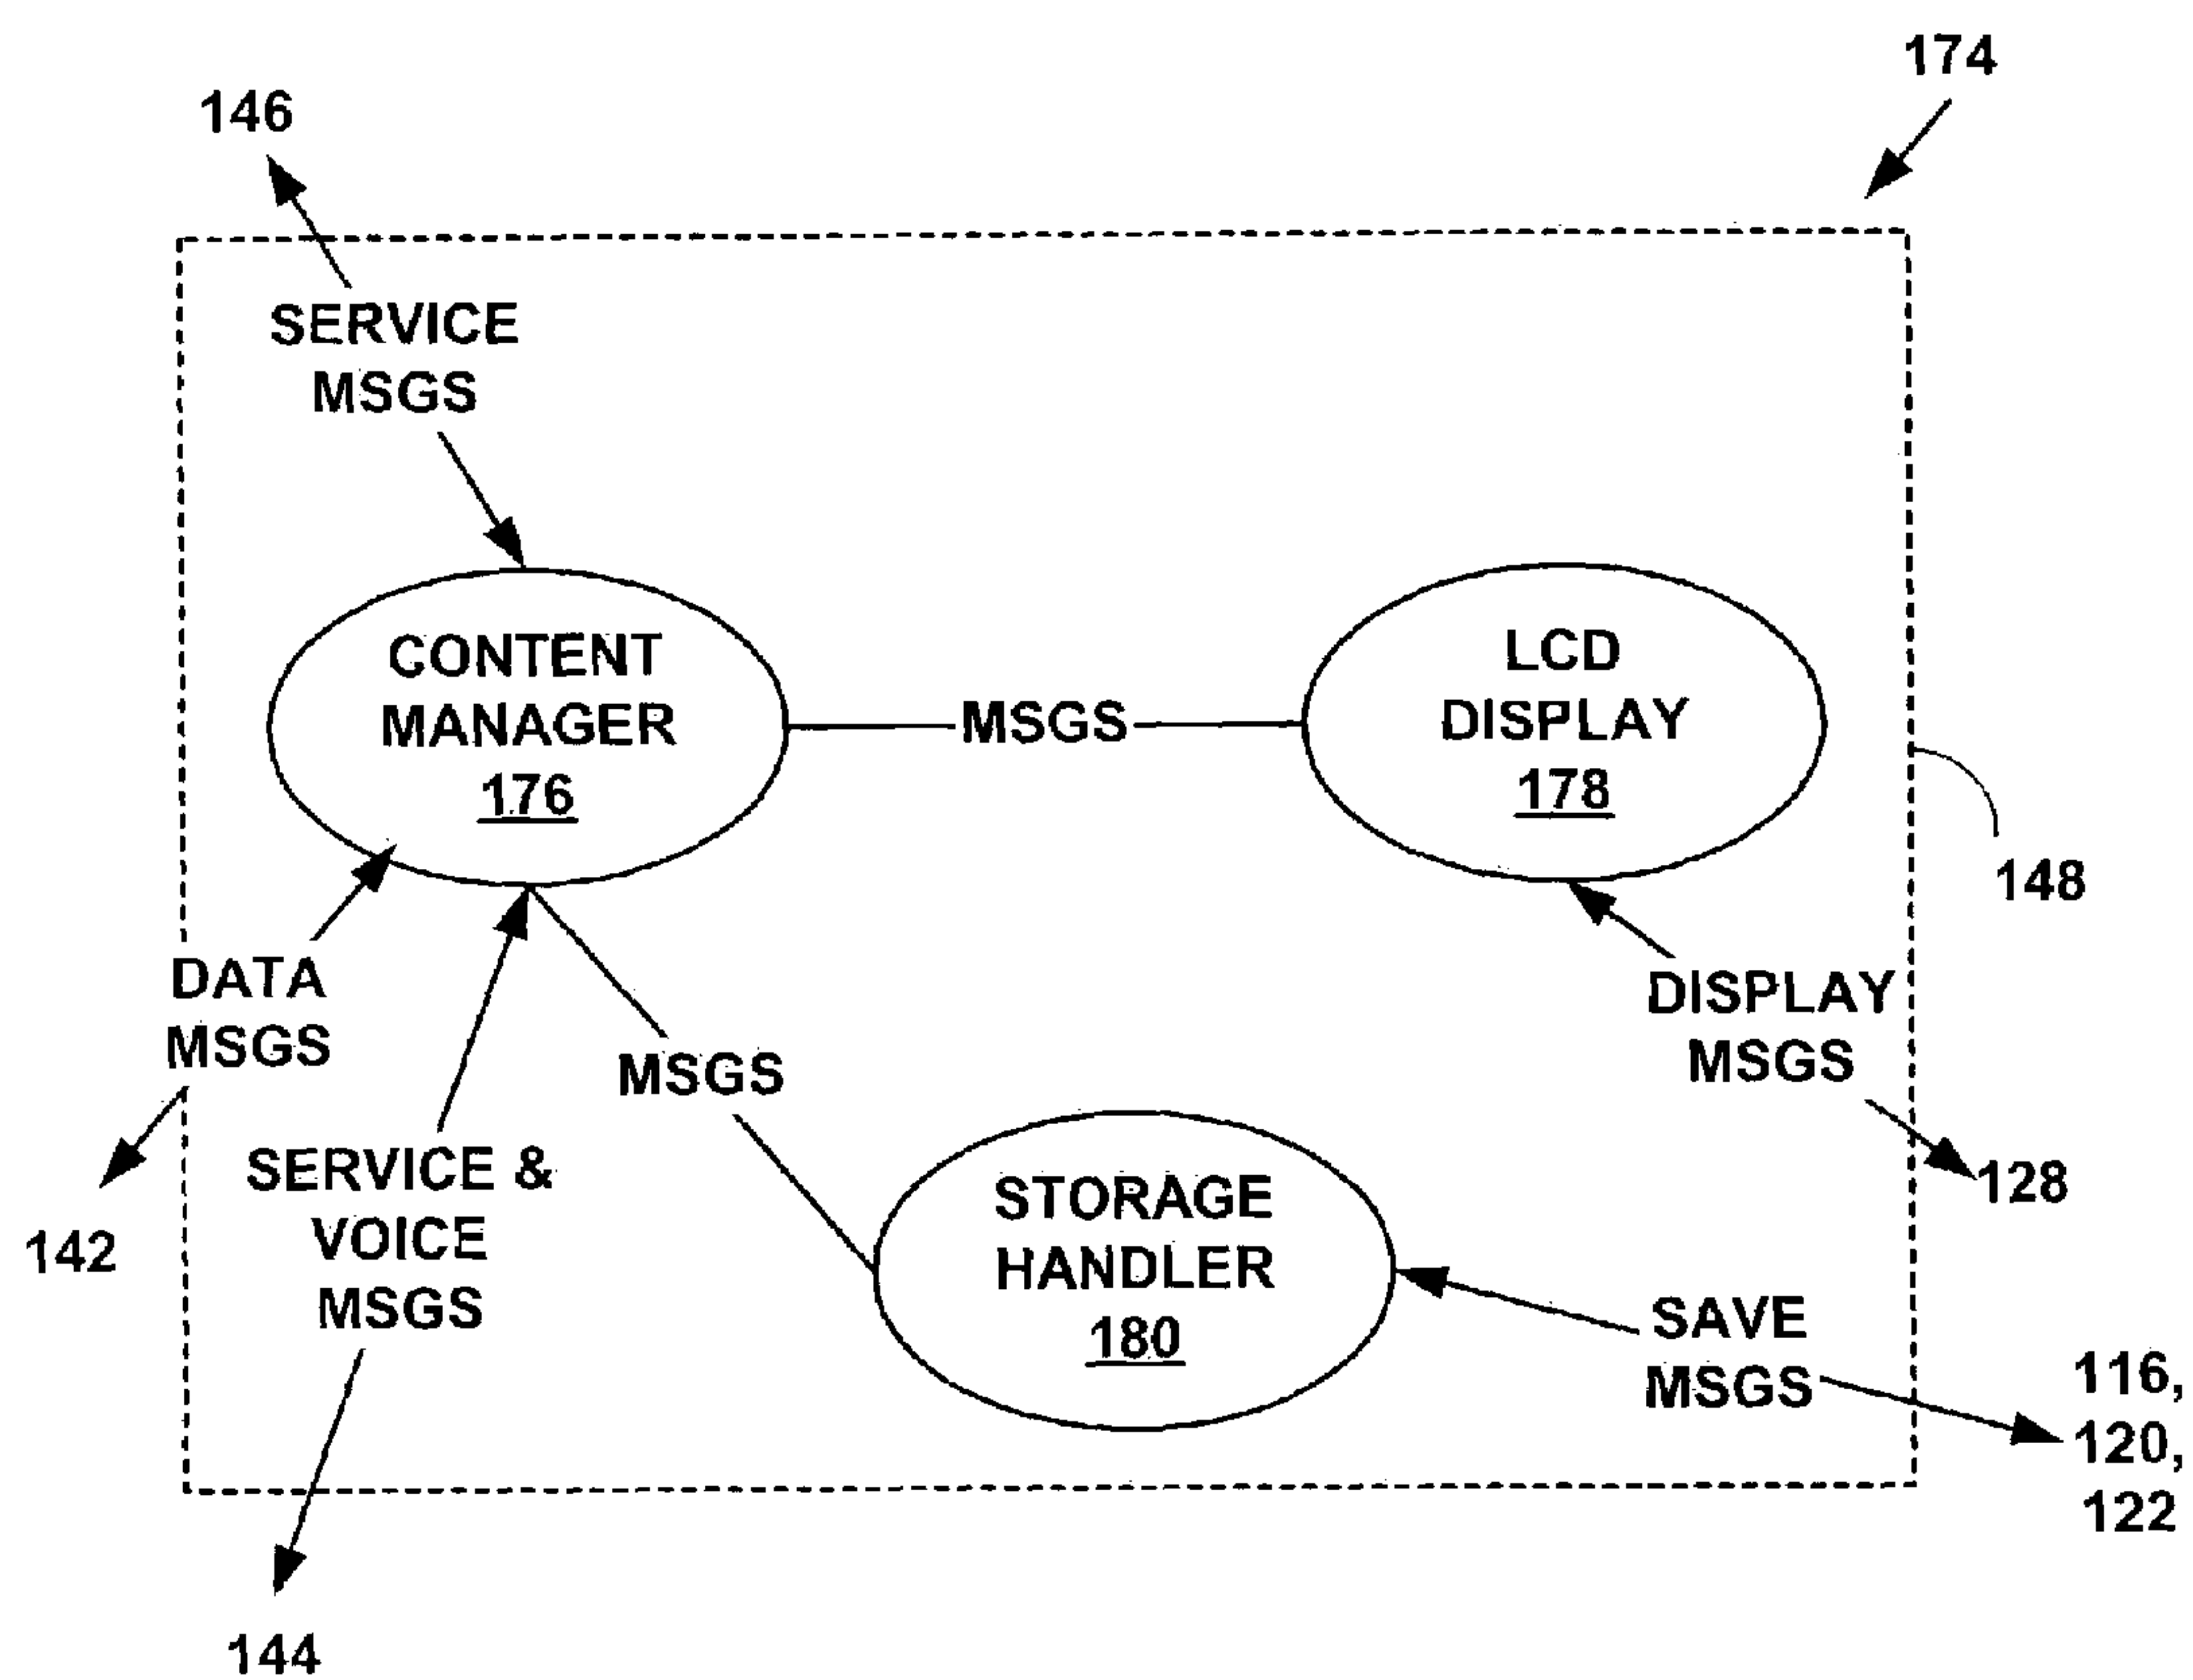 174
146
SERVICE
MSGS
CONTENT
MANAGER
176
MSGS
LCD
DISPLAY
178
148
DATA
MSGS
142
SERVICE &
VOICE
MSGS
144
MSGS
STORAGE
HANDLER
180
DISPLAY
MSGS
128
SAVE
MSGS
116,
120,
122